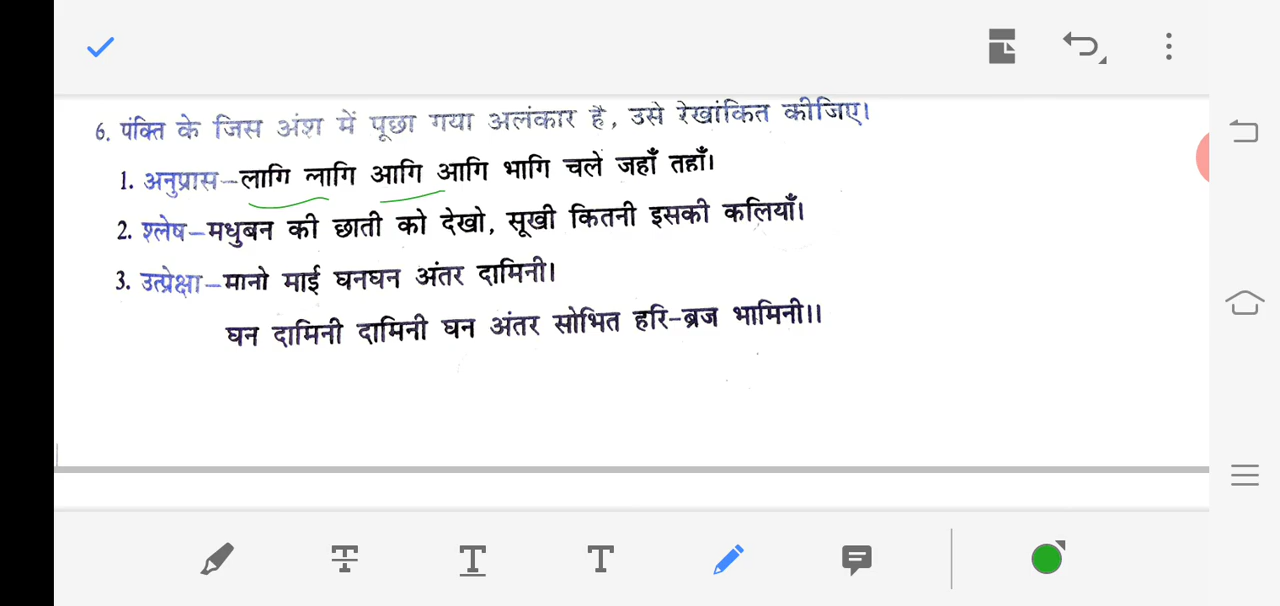 6. पंक्ति के जिस अंश में पूछा गया अलंकार है, उसे रेखांकित कीजिए।
1. अनुप्रास–लागि लागि आगि आगि भागि चले जहाँ तहाँ।
2. श्लेष–मधुबन की छाती को देखो, सूखी कितनी इसकी कलियाँ।
3. उत्प्रेक्षा–मानो माई घनघन अंतर दामिनी।
घन दामिनी दामिनी घन अंतर सोभित हरि-ब्रज भामिनी।।
T T T